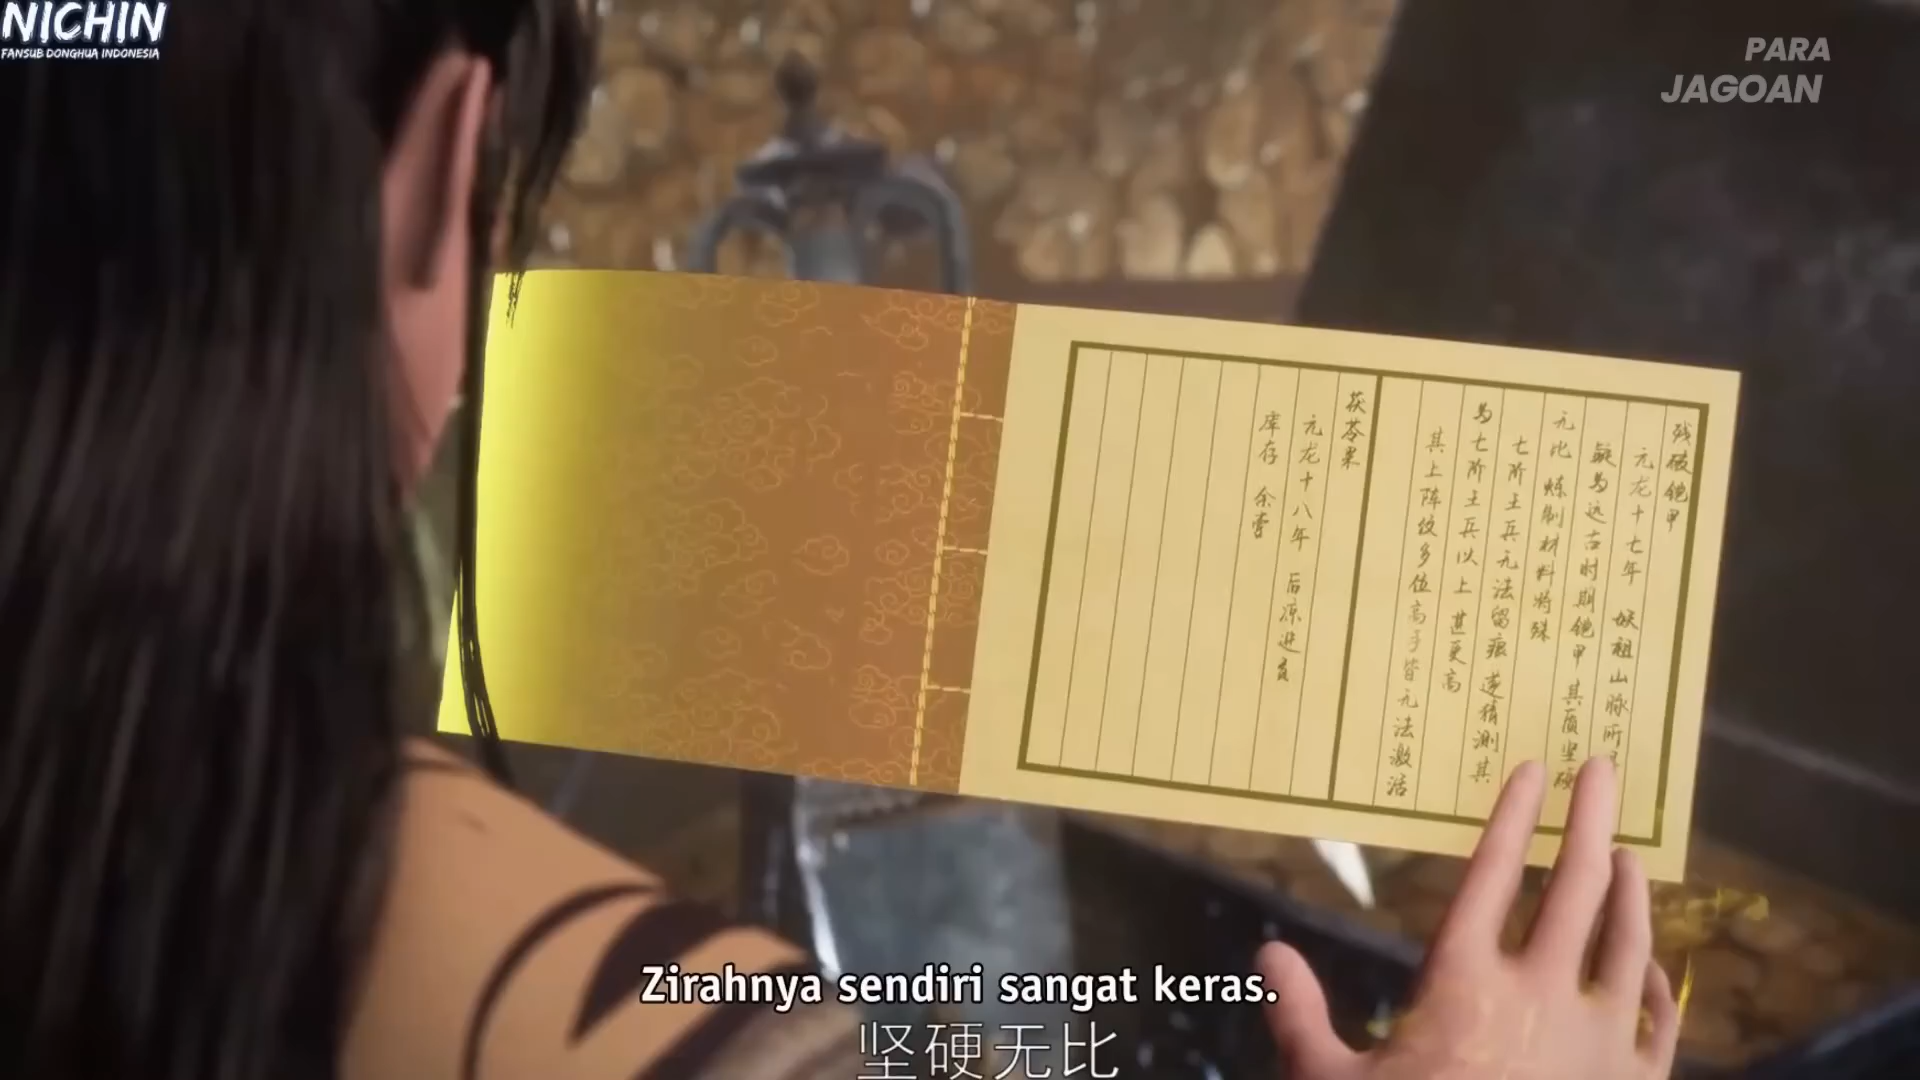 NICHIN
FANSUB DONGHUA INDONESIA
PARA
JAGOAN
残破铠甲
元龙十七年 妖祖山脉所
疑为远古时期铠甲 其质坚硬
无比 炼制材料特殊
七阶王兵无法留痕 遂猜测其
为七阶王兵以上 甚更高
其上阵纹多位高手皆无法激活
茯苓果
元龙十八年 后凉进贡
库存 余壹
Zirahnya sendiri sangat keras.
坚硬无比